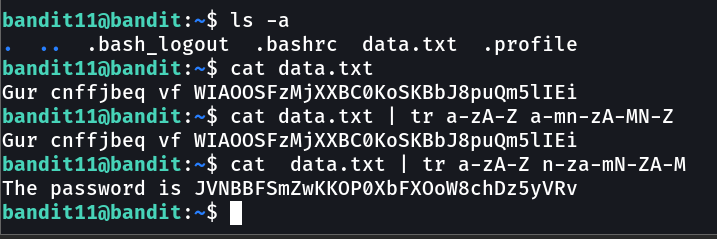 bandit11@bandit:~$ ls -a
.  ..  .bash_logout  .bashrc  data.txt  .profile
bandit11@bandit:~$ cat data.txt
Gur cnffjbeq vf WIAOOSFzMjXXBC0KoSKBbJ8puQm5lIEi
bandit11@bandit:~$ cat data.txt | tr a-zA-Z a-mn-zA-MN-Z
Gur cnffjbeq vf WIAOOSFzMjXXBC0KoSKBbJ8puQm5lIEi
bandit11@bandit:~$ cat  data.txt | tr a-zA-Z n-za-mN-ZA-M
The password is JVNBBFSmZwKKOP0XbFXOoW8chDz5yVRv
bandit11@bandit:~$